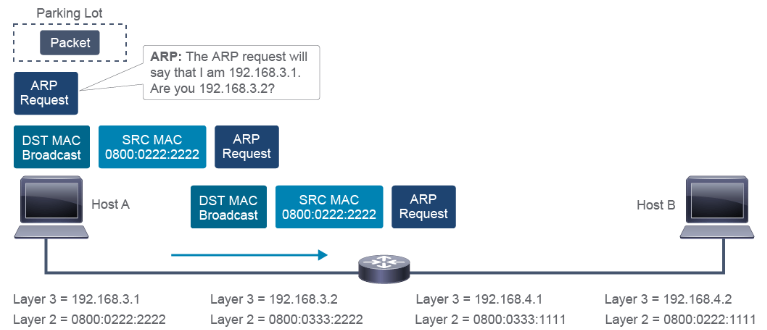 Parking Lot
Packet
ARP: The ARP request will
say that I am 192.168.3.1.
Are you 192.168.3.2?
ARP
Request
DST MAC
Broadcast
SRC MAC
0800:0222:2222
ARP
Request
Host A
DST MAC
Broadcast
SRC MAC
0800:0222:2222
ARP
Request
Host B
Layer 3 = 192.168.3.1
Layer 2 = 0800:0222:2222
Layer 3 = 192.168.3.2
Layer 2 = 0800:0333:2222
Layer 3 = 192.168.4.1
Layer 2 = 0800:0333:1111
Layer 3 = 192.168.4.2
Layer 2 = 0800:0222:1111